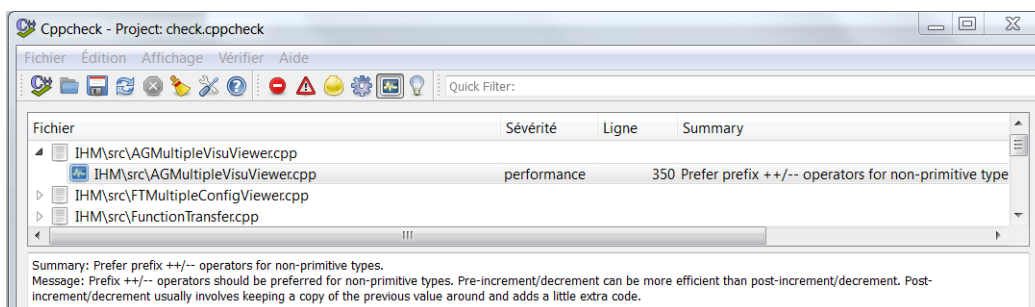 Cppcheck - Project: check.cppcheck
Fichier Édition Affichage Vérifier Aide
Quick Filter:
Fichier Sévérité Ligne Summary
IHM\src\AGMultipleVisuViewer.cpp
IHM\src\AGMultipleVisuViewer.cpp performance 350 Prefer prefix ++/-- operators for non-primitive type
IHM\src\FTMultipleConfigViewer.cpp
IHM\src\FunctionTransfer.cpp
Summary: Prefer prefix ++/-- operators for non-primitive types.
Message: Prefix ++/-- operators should be preferred for non-primitive types. Pre-increment/decrement can be more efficient than post-increment/decrement. Post-
increment/decrement usually involves keeping a copy of the previous value around and adds a little extra code.